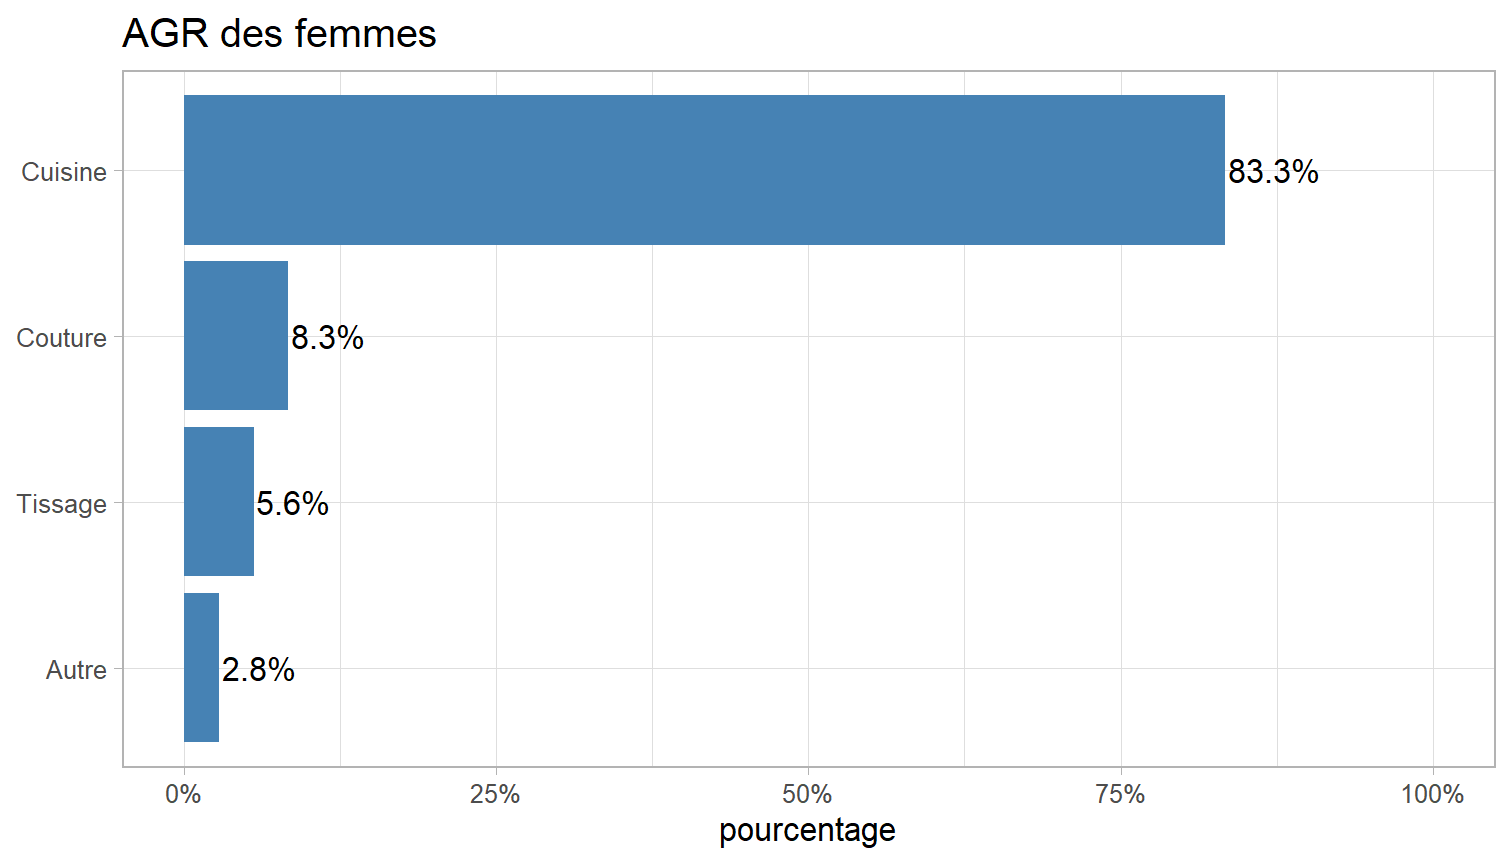 AGR des femmes
Cuisine
83.3%
Couture
8.3%
Tissage
5.6%
Autre
2.8%
0% 25% 50% 75% 100%
pourcentage